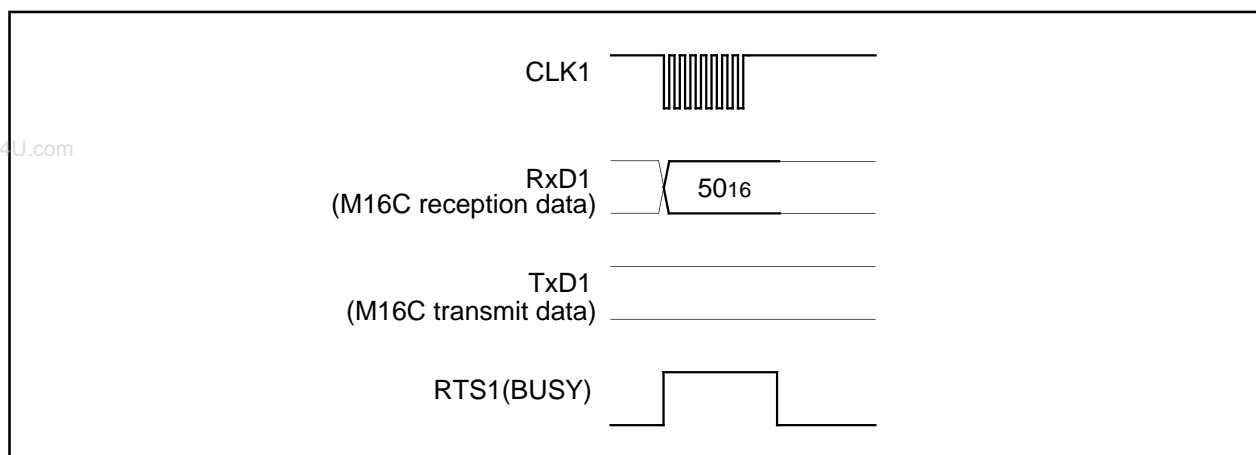 CLK1
4U.com
RxD1
(M16C reception data)
5016
TxD1
(M16C transmit data)
RTS1(BUSY)